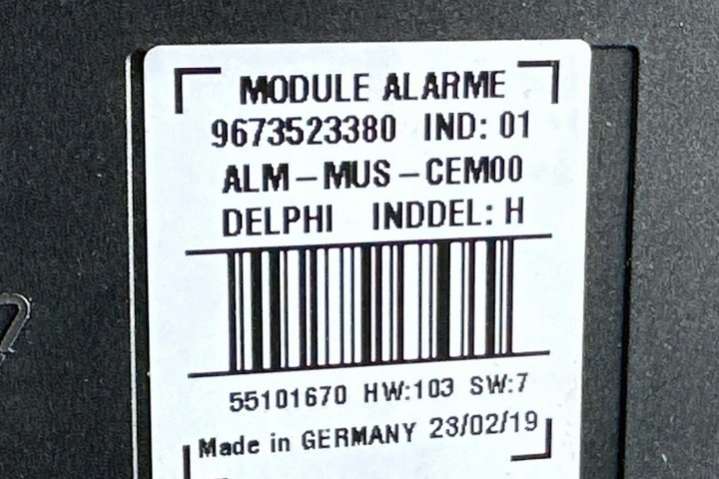 MODULE ALARME
9673523380 IND: 01
ALM-MUS-CEM00
DELPHI INDDEL: H
55101670 HW:103 SW:7
Made in GERMANY 23/02/19